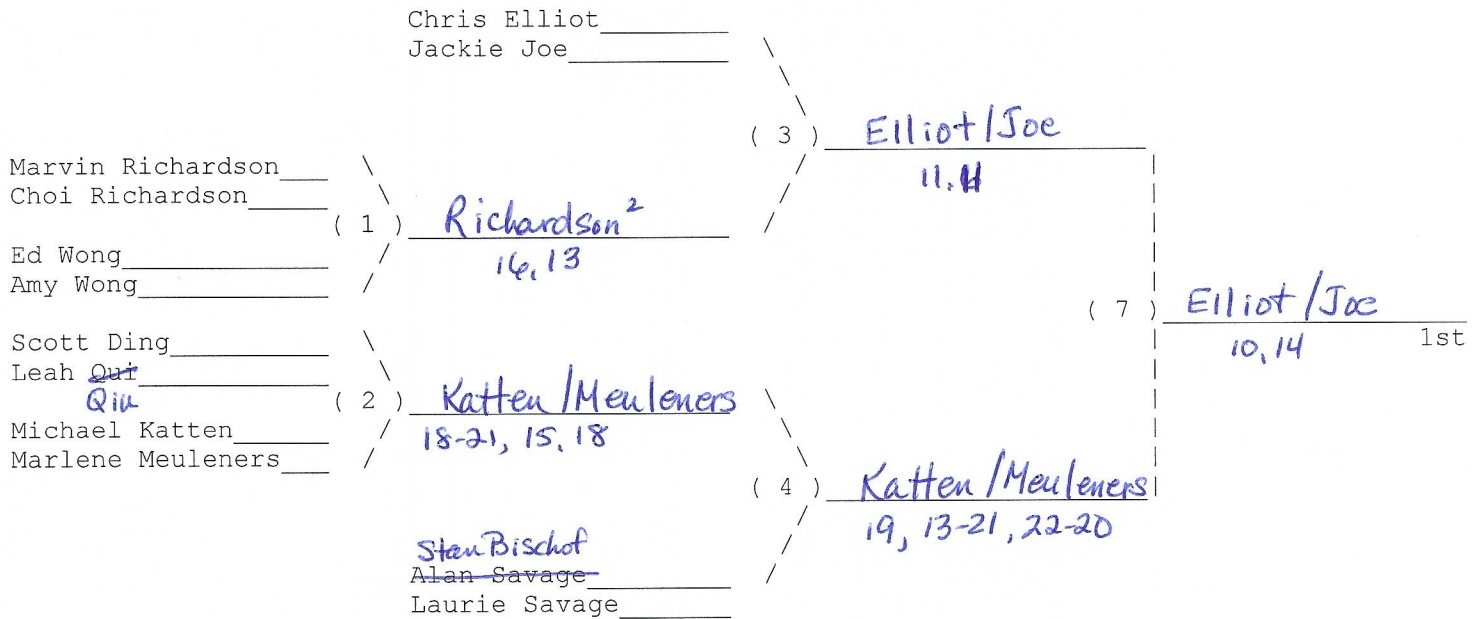 Chris Elliot
Jackie Joe
( 3 ) Elliot/Joe
11, 11
Marvin Richardson
Choi Richardson
( 1 ) Richardson²
16, 13
Ed Wong
Amy Wong
( 7 ) Elliot/Joe
10, 14 1st
Scott Ding
Leah Qui
Qiu
( 2 ) Katten/Meuleners
18-21, 15, 18
Michael Katten
Marlene Meuleners
( 4 ) Katten/Meuleners
19, 13-21, 22-20
Stan Bischof
Alan Savage
Laurie Savage